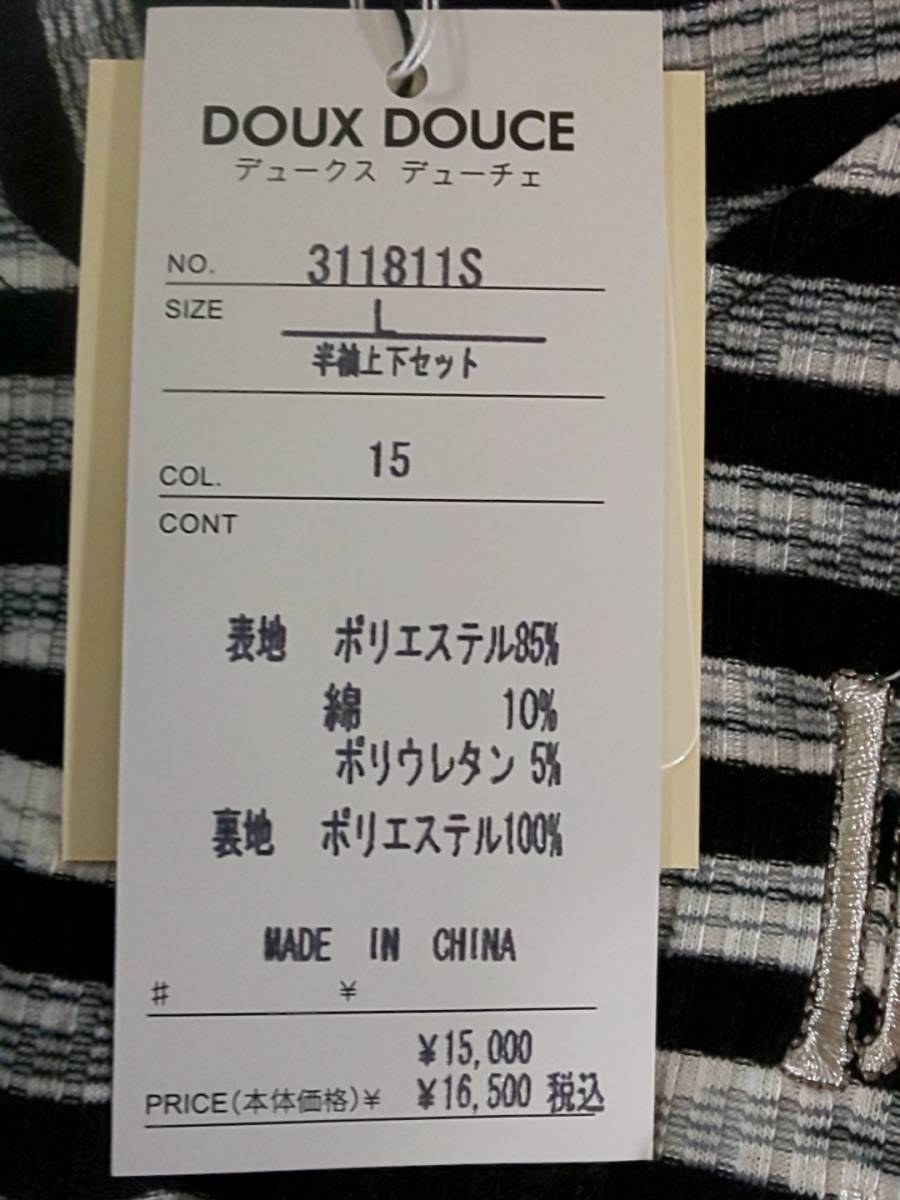 DOUX DOUCE
デュークス デューチェ
NO. 311811S
SIZE L
半袖上下セット
COL. 15
CONT
表地 ポリエステル85%
綿 10%
ポリウレタン 5%
裏地 ポリエステル100%
MADE IN CHINA
# ¥
¥15,000
PRICE(本体価格)¥ ¥16,500 税込